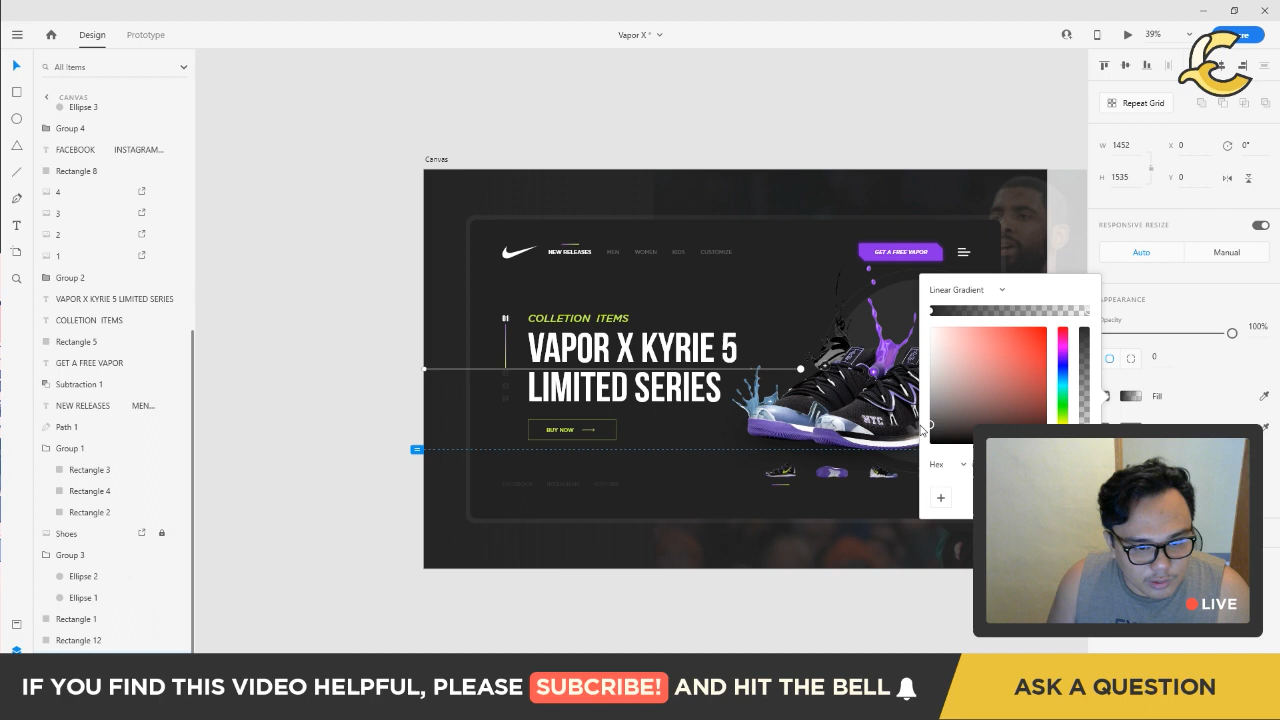 Design
Prototype
Vapor X *
39%
All Items
CANVAS
Ellipse 3
Group 4
FACEBOOK INSTAGRAM...
Rectangle 8
4
3
2
1
Group 2
VAPOR X KYRIE 5 LIMITED SERIES
COLLETION ITEMS
Rectangle 5
GET A FREE VAPOR
Subtraction 1
NEW RELEASES MEN...
Path 1
Group 1
Rectangle 3
Rectangle 4
Rectangle 2
Shoes
Group 3
Ellipse 2
Ellipse 1
Rectangle 1
Rectangle 12
Canvas
NEW RELEASES
MEN
WOMEN
KIDS
CUSTOMIZE
GET A FREE VAPOR
01
COLLETION ITEMS
VAPOR X KYRIE 5
LIMITED SERIES
BUY NOW
NYC
Linear Gradient
Hex
Repeat Grid
W 1452
X 0
0°
H 1535
Y 0
RESPONSIVE RESIZE
Auto
Manual
APPEARANCE
Opacity
100%
0
Fill
LIVE
IF YOU FIND THIS VIDEO HELPFUL, PLEASE SUBCRIBE! AND HIT THE BELL
ASK A QUESTION